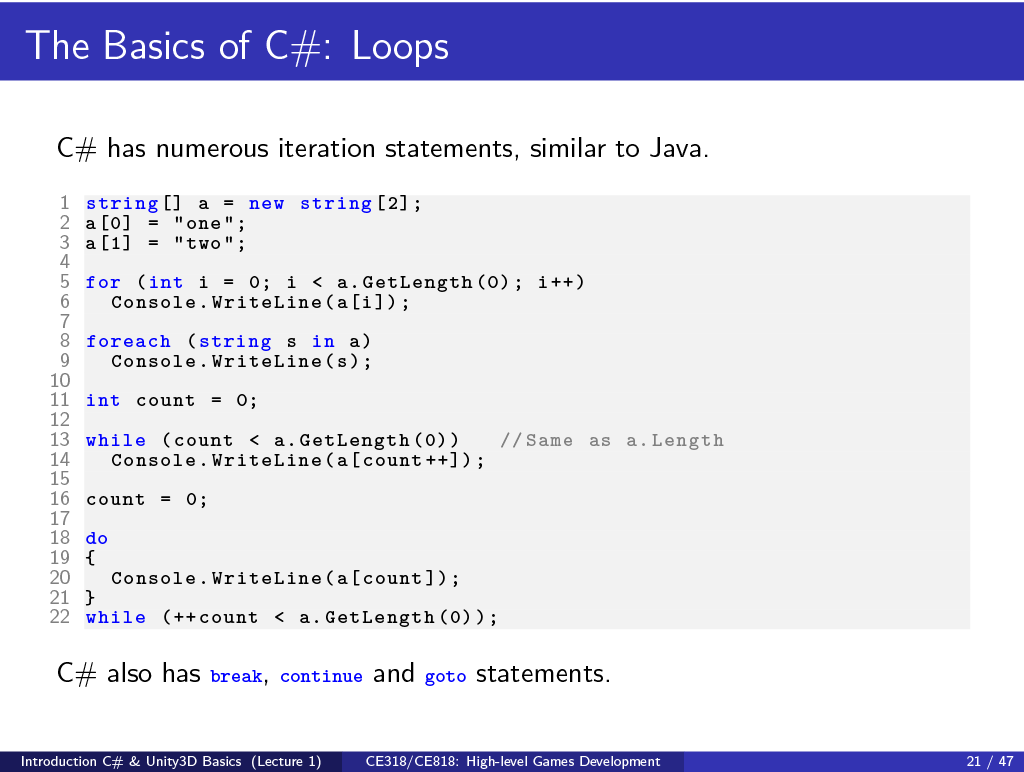 The Basics of C#: Loops
C# has numerous iteration statements, similar to Java.
1 string[] a = new string[2];
2 a[0] = "one";
3 a[1] = "two";
4
5 for (int i = 0; i < a.GetLength(0); i++)
6   Console.WriteLine(a[i]);
7
8 foreach (string s in a)
9   Console.WriteLine(s);
10
11 int count = 0;
12
13 while (count < a.GetLength(0))   //Same as a.Length
14   Console.WriteLine(a[count++]);
15
16 count = 0;
17
18 do
19 {
20   Console.WriteLine(a[count]);
21 }
22 while (++count < a.GetLength(0));
C# also has break, continue and goto statements.
Introduction C# & Unity3D Basics (Lecture 1) CE318/CE818: High-level Games Development 21 / 47